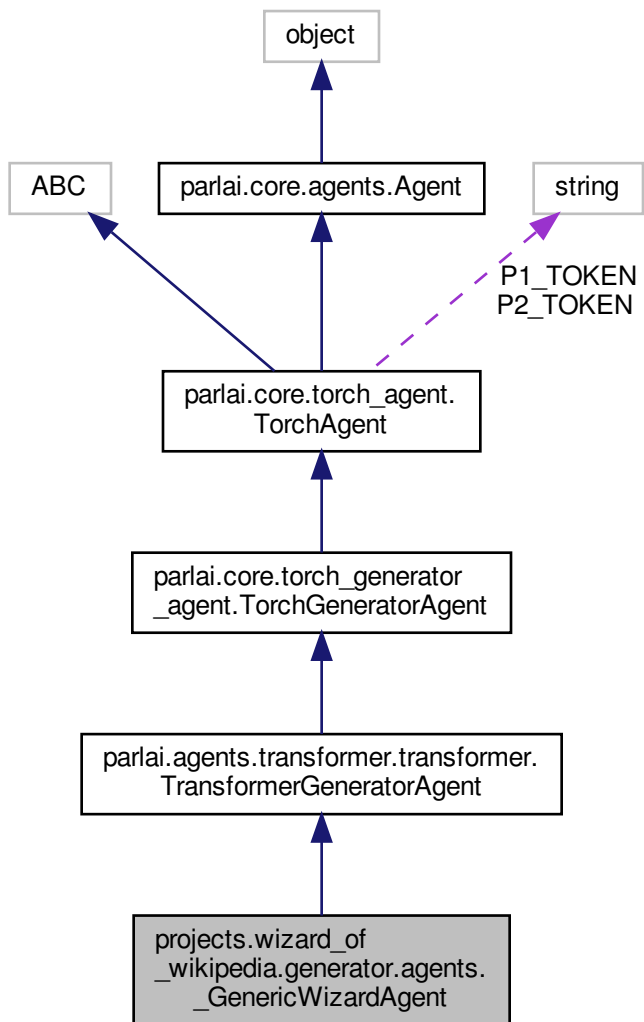 object
ABC
parlai.core.agents.Agent
string
P1_TOKEN
P2_TOKEN
parlai.core.torch_agent.
TorchAgent
parlai.core.torch_generator
_agent.TorchGeneratorAgent
parlai.agents.transformer.transformer.
TransformerGeneratorAgent
projects.wizard_of
_wikipedia.generator.agents.
_GenericWizardAgent